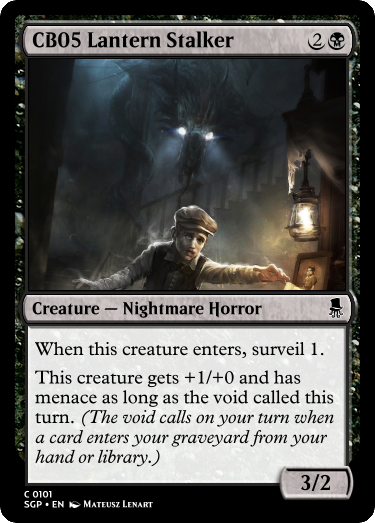 CB05 Lantern Stalker 2
Creature — Nightmare Horror
When this creature enters, surveil 1.
This creature gets +1/+0 and has
menace as long as the void called this
turn. (The void calls on your turn when
a card enters your graveyard from your
hand or library.)
3/2
C 0101
SGP • EN Mateusz Lenart